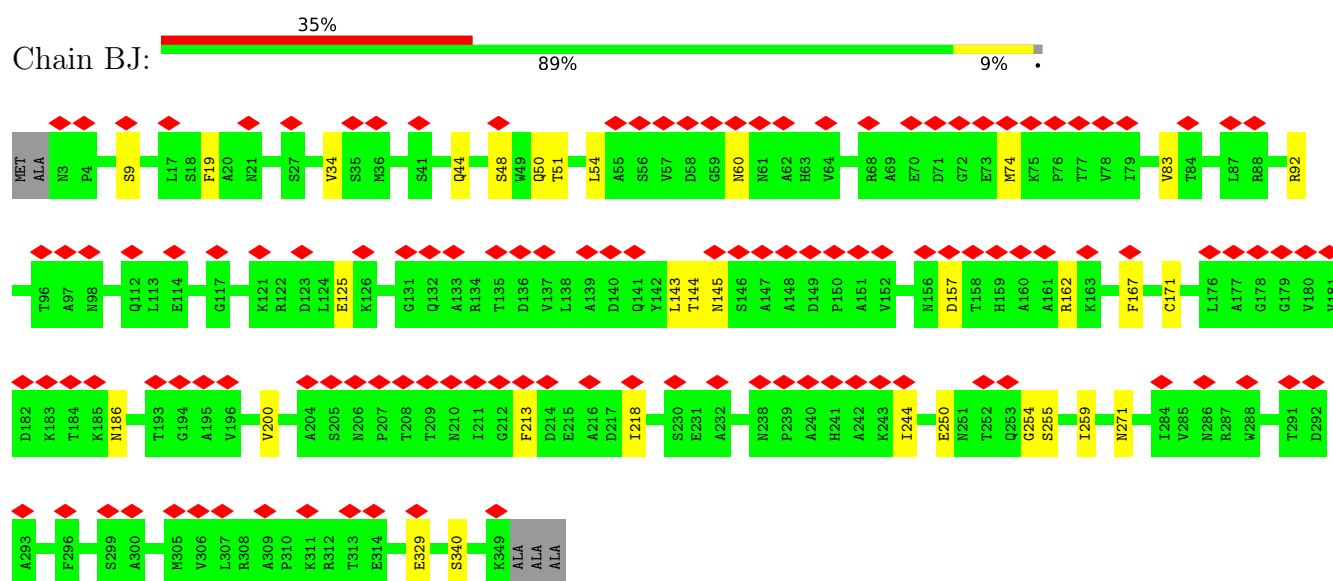 35%
Chain BJ:
89% 9% •
MET ALA N3 P4 S9 L17 S18 F19 A20 N21 S27 V34 S35 M36 S41 Q44 S48 W49 Q50 T51 L54 A55 S56 V57 D58 G59 N60 N61 A62 H63 V64 R68 A69 E70 D71 G72 E73 M74 K75 P76 T77 V78 I79 V83 T84 L87 R88 R92
T96 A97 N98 Q112 L113 E114 G117 K121 R122 D123 L124 E125 K126 G131 Q132 A133 R134 T135 D136 V137 L138 A139 D140 Q141 Y142 L143 T144 N145 S146 A147 A148 D149 P150 A151 V152 N156 D157 T158 H159 A160 A161 R162 K163 F167 C171 L176 A177 G178 G179 V180
D182 K183 T184 K185 N186 T193 G194 A195 V196 V200 A204 S205 N206 P207 T208 T209 N210 I211 G212 F213 D214 E215 A216 D217 I218 S230 E231 A232 N238 P239 A240 H241 A242 K243 I244 E250 N251 T252 Q253 G254 S255 I259 N271 I284 V285 N286 R287 W288 T291 D292
A293 F296 S299 A300 M305 V306 L307 R308 A309 P310 K311 R312 T313 E314 E329 S340 K349 ALA ALA ALA